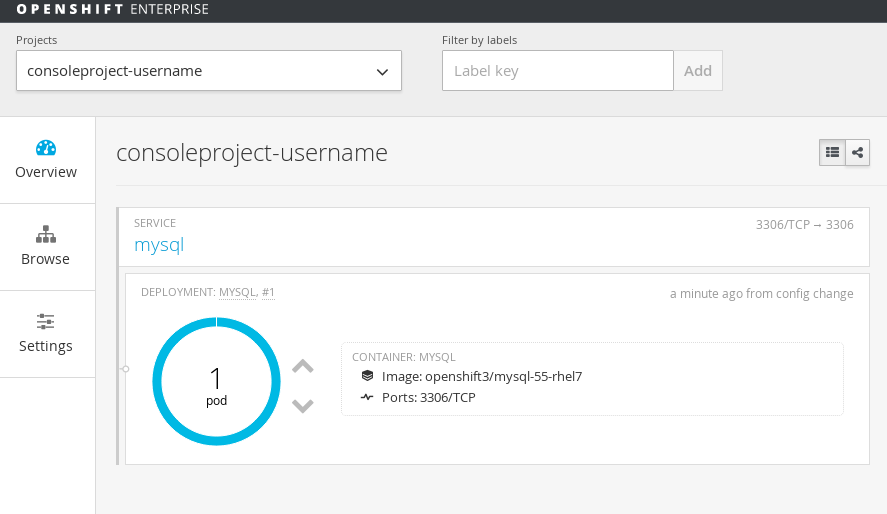 OPENSHIFT ENTERPRISE
Projects
Filter by labels
consoleproject-username
Label key
Add
Overview
Browse
Settings
consoleproject-username
SERVICE
mysql
3306/TCP → 3306
DEPLOYMENT: MYSQL, #1
a minute ago from config change
1
pod
CONTAINER: MYSQL
Image: openshift3/mysql-55-rhel7
Ports: 3306/TCP